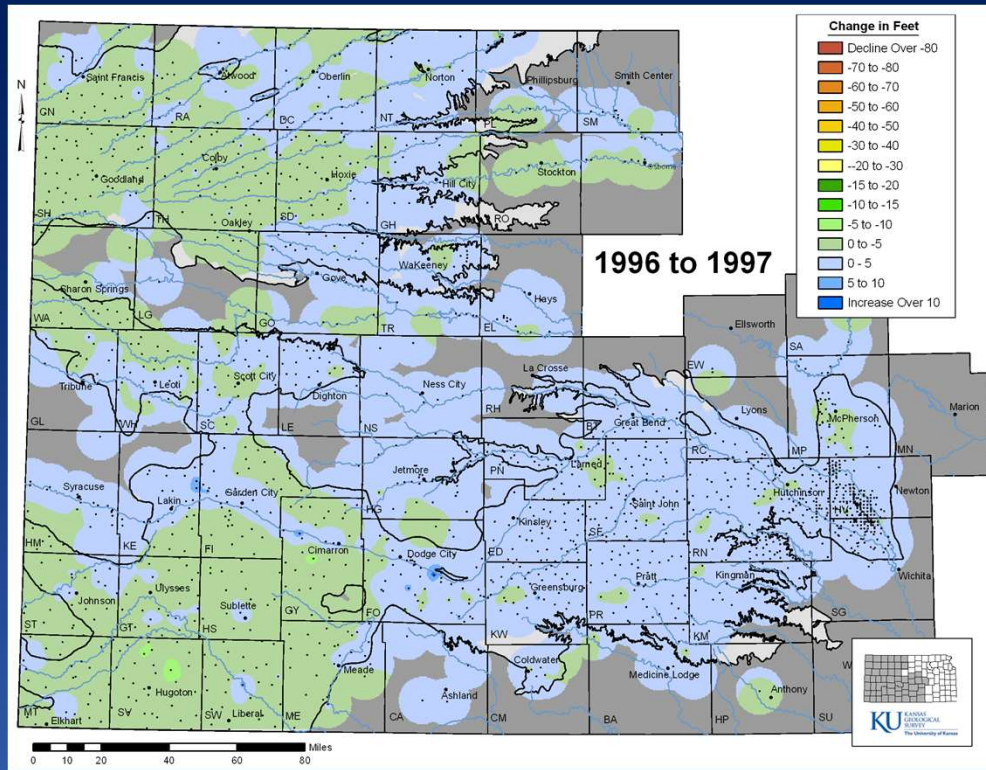 Change in Feet
Decline Over -80
-70 to -80
-60 to -70
-50 to -60
-40 to -50
-30 to -40
--20 to -30
-15 to -20
-10 to -15
-5 to -10
0 to -5
0 - 5
5 to 10
Increase Over 10
1996 to 1997
N
Saint Francis
Atwood
Oberlin
Norton
Phillipsburg
Smith Center
CN
RA
DC
NT
PL
SM
Goodland
Colby
Hoxie
Hill City
Stockton
SH
TH
Oakley
SD
GH
RO
Sharon Springs
Gove
WaKeeney
Hays
WA
LG
GO
TR
EL
Ellsworth
SA
Tribune
Leoti
Scott City
Dighton
Ness City
La Crosse
EW
Great Bend
Lyons
McPherson
Marion
GL
WH
SC
LE
NS
RH
BT
RC
MP
MN
Syracuse
Lakin
Garden City
Jetmore
PN
Larned
Saint John
Hutchinson
HV
Newton
HM
KE
FI
HG
Cimarron
Dodge City
Kinsley
ED
SF
RN
Wichita
Johnson
Ulysses
Sublette
Greensburg
Pratt
Kingman
ST
GT
HS
GY
FO
KW
PR
KM
SG
Hugoton
Liberal
Meade
Ashland
Coldwater
Medicine Lodge
Anthony
MT
Elkhart
SV
SW
ME
CA
CM
BA
HP
SU
0 10 20 40 60 80 Miles
KU KANSAS
GEOLOGICAL
SURVEY
The University of Kansas